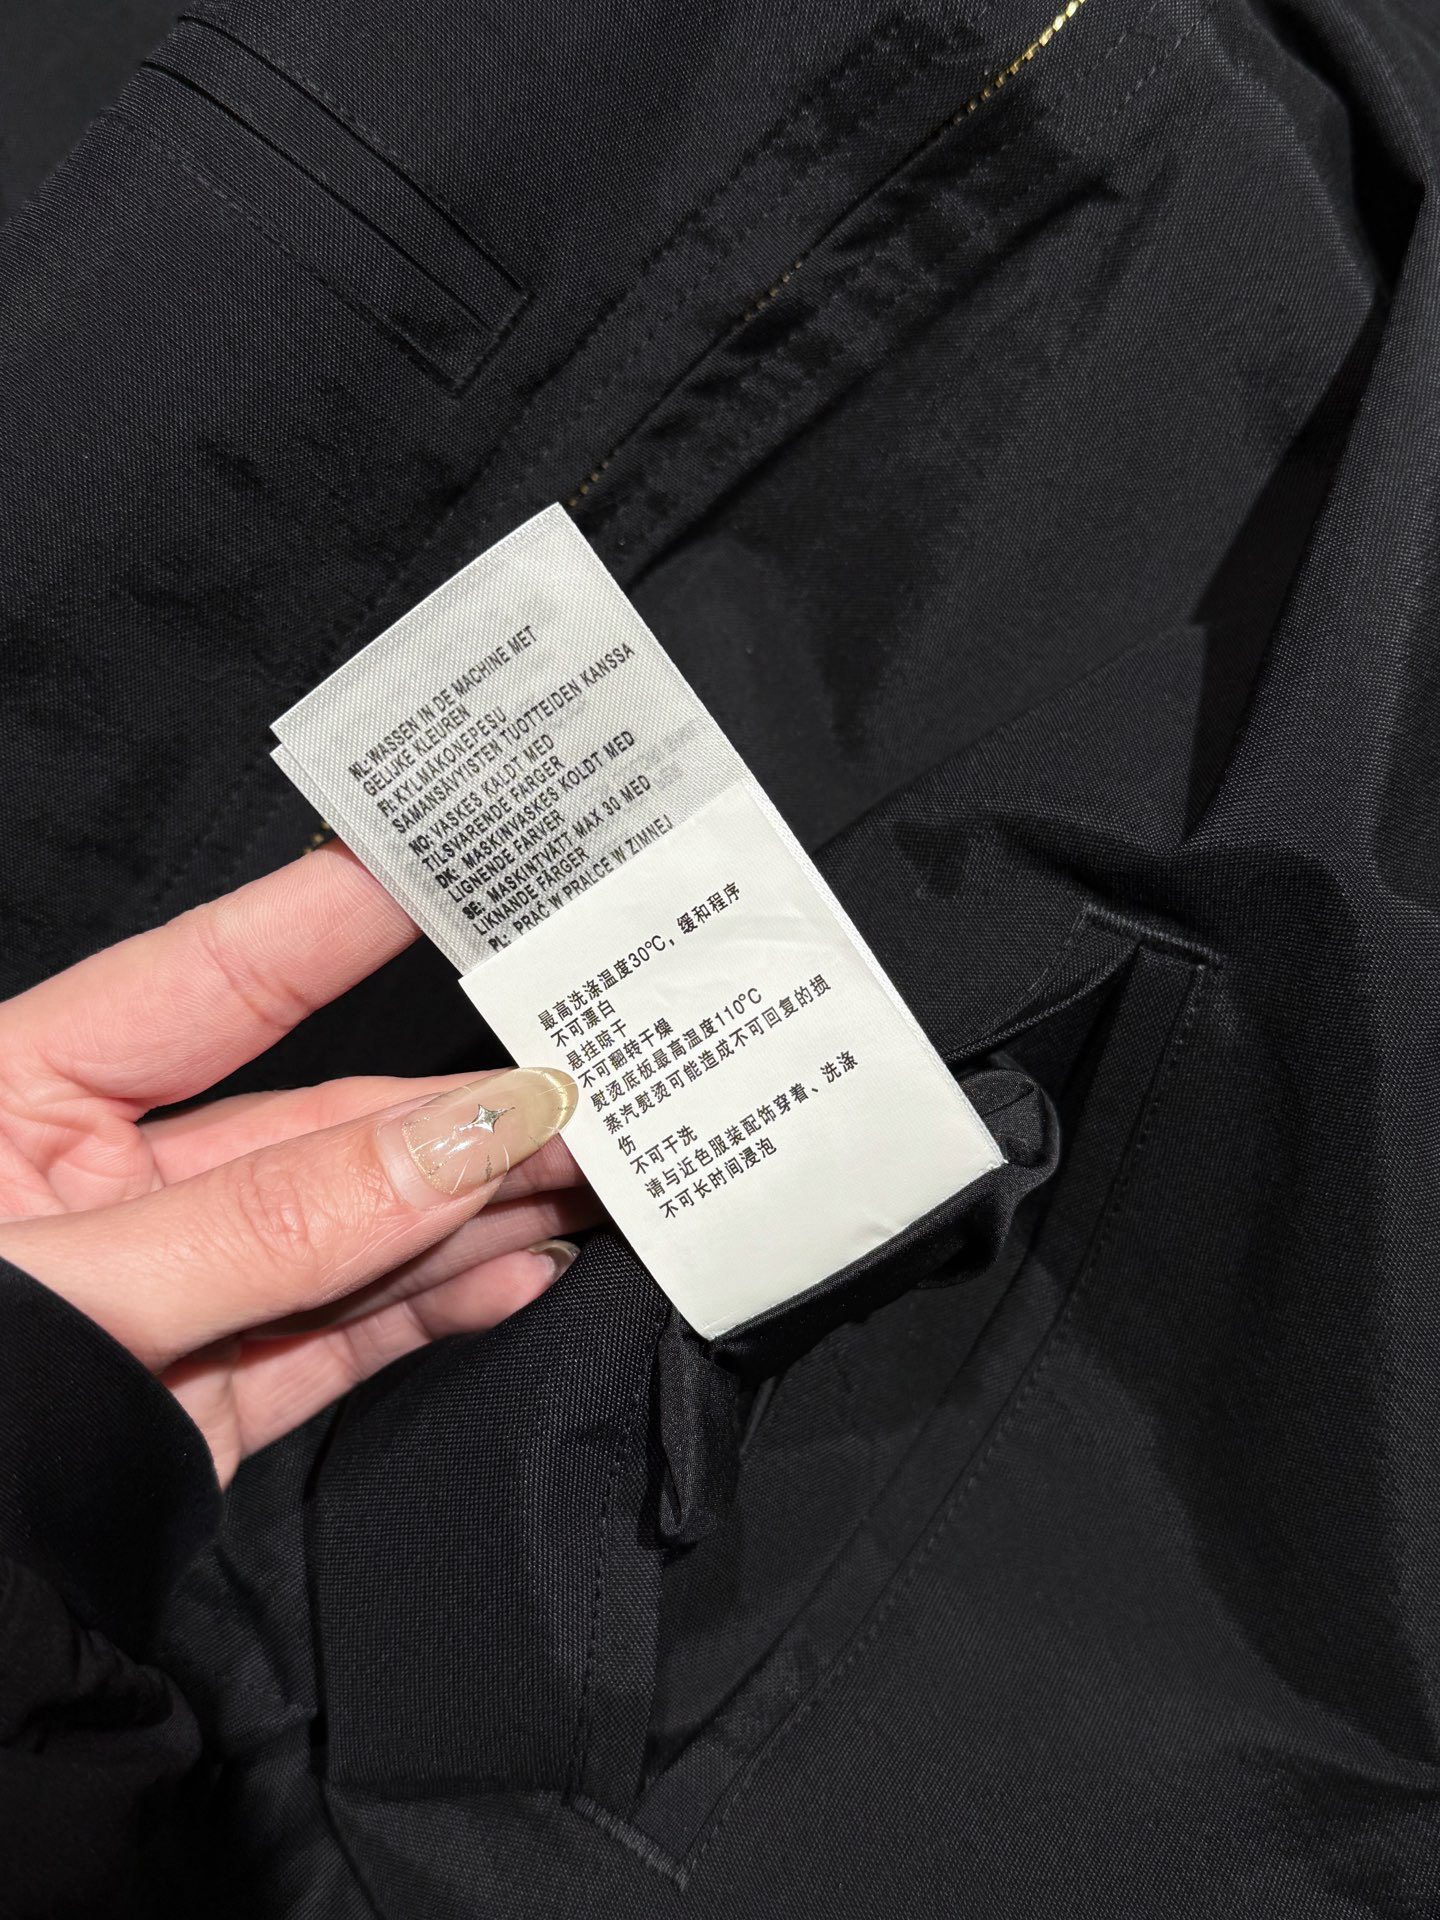 NL: WASSEN IN DE MACHINE MET
GELIJKE KLEUREN
FI: KYLMÄKONEPESU
SAMANSÄVYISTEN TUOTTEIDEN KANSSA
NO: VASKES KALDT MED
TILSVARENDE FARGER
DK: MASKINVASKES KOLDT MED
LIGNENDE FARVER
SE: MASKINTVÄTT MAX 30 MED
LIKNANDE FÄRGER
PL: PRAĆ W PRALCE W ZIMNEJ
最高洗涤温度30°C，缓和程序
不可漂白
悬挂晾干
不可翻转干燥
熨烫底板最高温度110°C
蒸汽熨烫可能造成不可回复的损
伤
不可干洗
请与近色服装配饰穿着、洗涤
不可长时间浸泡